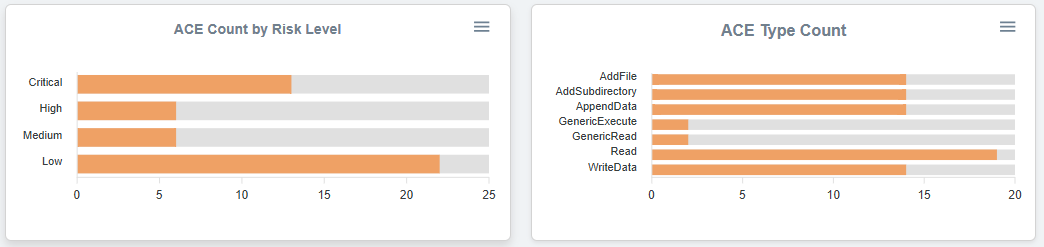 ACE Count by Risk Level
Critical
High
Medium
Low
0 5 10 15 20 25
ACE Type Count
AddFile
AddSubdirectory
AppendData
GenericExecute
GenericRead
Read
WriteData
0 5 10 15 20